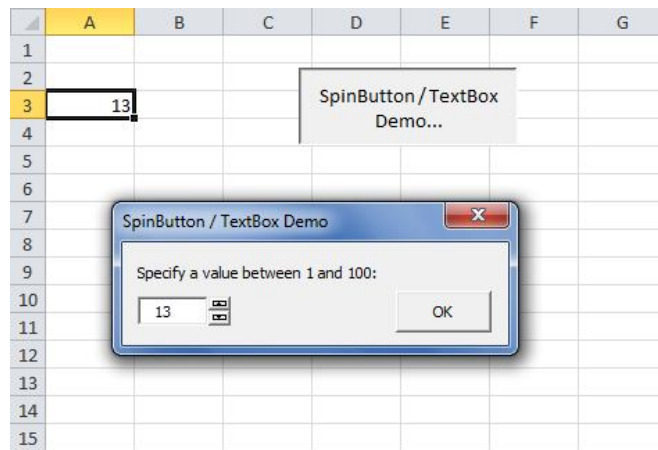 A B C D E F G
1
2
SpinButton / TextBox
3 13
Demo...
4
5
6
7
SpinButton / TextBox Demo
8
9
Specify a value between 1 and 100:
10
13 OK
11
12
13
14
15